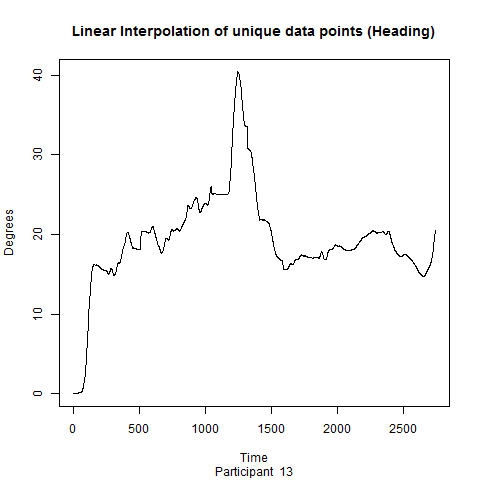 Linear Interpolation of unique data points (Heading)
40
30
20
10
0
Degrees
0 500 1000 1500 2000 2500
Time
Participant 13